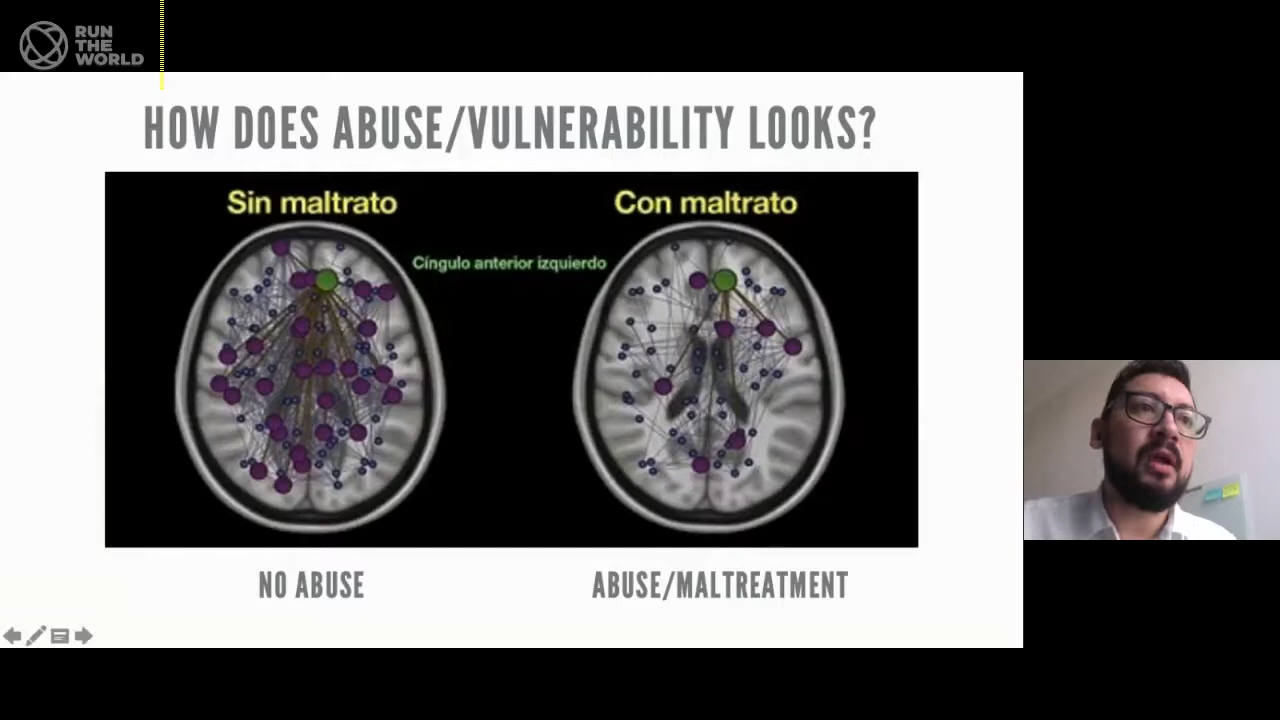 RUN
THE
WORLD
HOW DOES ABUSE/VULNERABILITY LOOKS?
Sin maltrato
Con maltrato
Cíngulo anterior izquierdo
NO ABUSE
ABUSE/MALTREATMENT